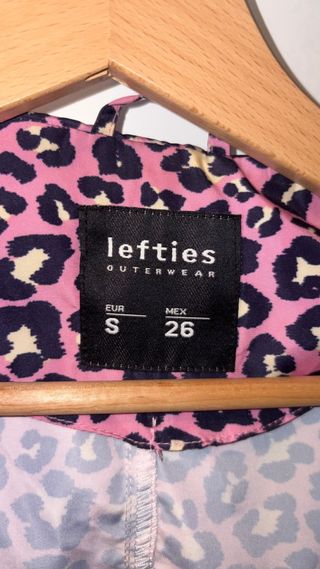 lefties
OUTERWEAR
EUR MEX
S 26